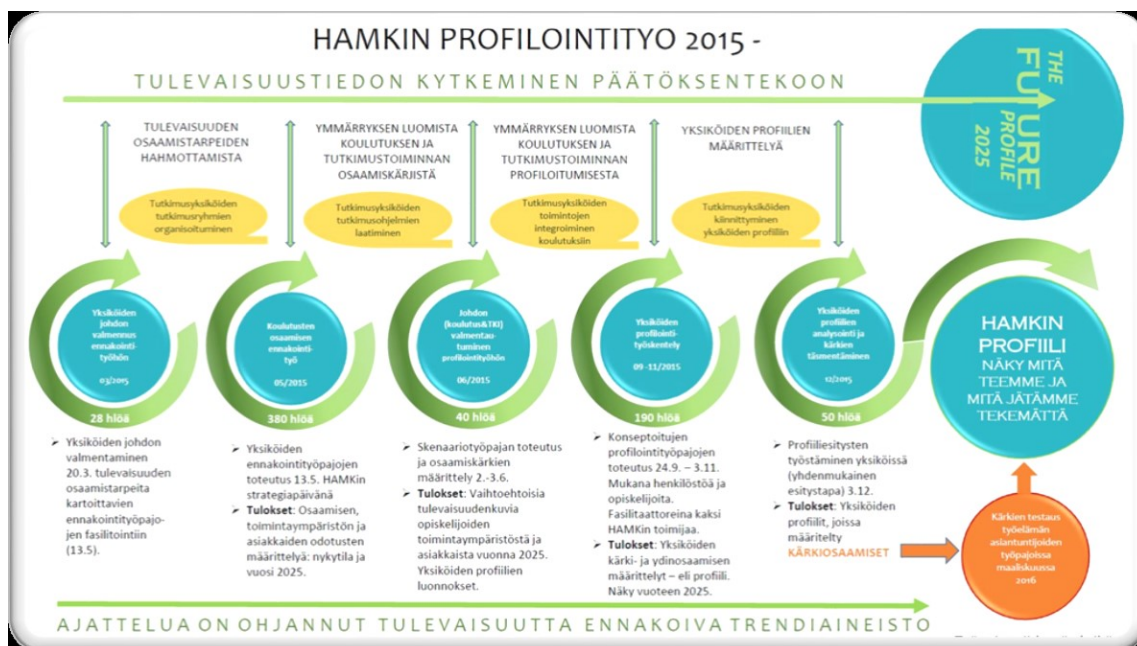 HAMKIN PROFILOINTITYO 2015 -
TULEVAISUUSTIEDON KYTKEMINEN PÄÄTÖKSENTEKOON
THE
FUTURE
PROFILE
2025
TULEVAISUUDEN
OSAAMISTARPEIDEN
HAHMOTTAMISTA
YMMÄRRYKSEN LUOMISTA
KOULUTUKSEN JA
TUTKIMUSTOIMINNAN
OSAAMISKÄRJISTÄ
YMMÄRRYKSEN LUOMISTA
KOULUTUKSEN JA
TUTKIMUSTOIMINNAN
PROFILOITUMISESTA
YKSIKÖIDEN PROFIILIEN
MÄÄRITTELYÄ
Tutkimusyksiköiden
tutkimusryhmien
organisoituminen
Tutkimusyksiköiden
tutkimusohjelmien
laatiminen
Tutkimusyksiköiden
toimintojen
integroiminen
koulutuksiin
Tutkimusyksiköiden
kiinnittyminen
yksiköiden profiiliin
Yksiköiden
johdon
valmennus
ennakointi-
työhön
03/2015
28 hlöä
Koulutusten
osaamisen
ennakointi-
työ
05/2015
380 hlöä
Johdon
(koulutus&TKI)
valmentau-
tuminen
profilointityöhön
06/2015
40 hlöä
Yksiköiden
profilointi-
työskentely
09 -11/2015
190 hlöä
Yksiköiden
profiilien
analysointi ja
kärkien
täsmentäminen
12/2015
50 hlöä
HAMKIN
PROFIILI
NÄKY MITÄ
TEEMME JA
MITÄ JÄTÄMME
TEKEMÄTTÄ
➤ Yksiköiden johdon
valmentaminen
20.3. tulevaisuuden
osaamistarpeita
kartoittavien
ennakointityöpajo-
jen fasilitointiin
(13.5).
➤ Yksiköiden
ennakointityöpajojen
toteutus 13.5. HAMKin
strategiapäivänä
➤ Tulokset: Osaamisen,
toimintaympäristön ja
asiakkaiden odotusten
määrittelyä: nykytila ja
vuosi 2025.
➤ Skenaariotyöpajan toteutus
ja osaamiskärkien
määrittely 2.-3.6.
➤ Tulokset: Vaihtoehtoisia
tulevaisuudenkuvia
opiskelijoiden
toimintaympäristöstä ja
asiakkaista vuonna 2025.
Yksiköiden profiilien
luonnokset.
➤ Konseptoitujen
profilointityöpajojen
toteutus 24.9. – 3.11.
Mukana henkilöstöä ja
opiskelijoita.
Fasilitaattoreina kaksi
HAMKin toimijaa.
➤ Tulokset: Yksiköiden
kärki- ja ydinosaamisen
määrittelyt – eli profiili.
Näky vuoteen 2025.
➤ Profiiliesitysten
työstäminen yksiköissä
(yhdenmukainen
esitystapa) 3.12.
➤ Tulokset: Yksiköiden
profiilit, joissa
määritelty
KÄRKIOSAAMISET
Kärkien testaus
työelämän
asiantuntijoiden
työpajoissa
maaliskuussa
2016
AJATTELUA ON OHJANNUT TULEVAISUUTTA ENNAKOIVA TRENDIAINEISTO